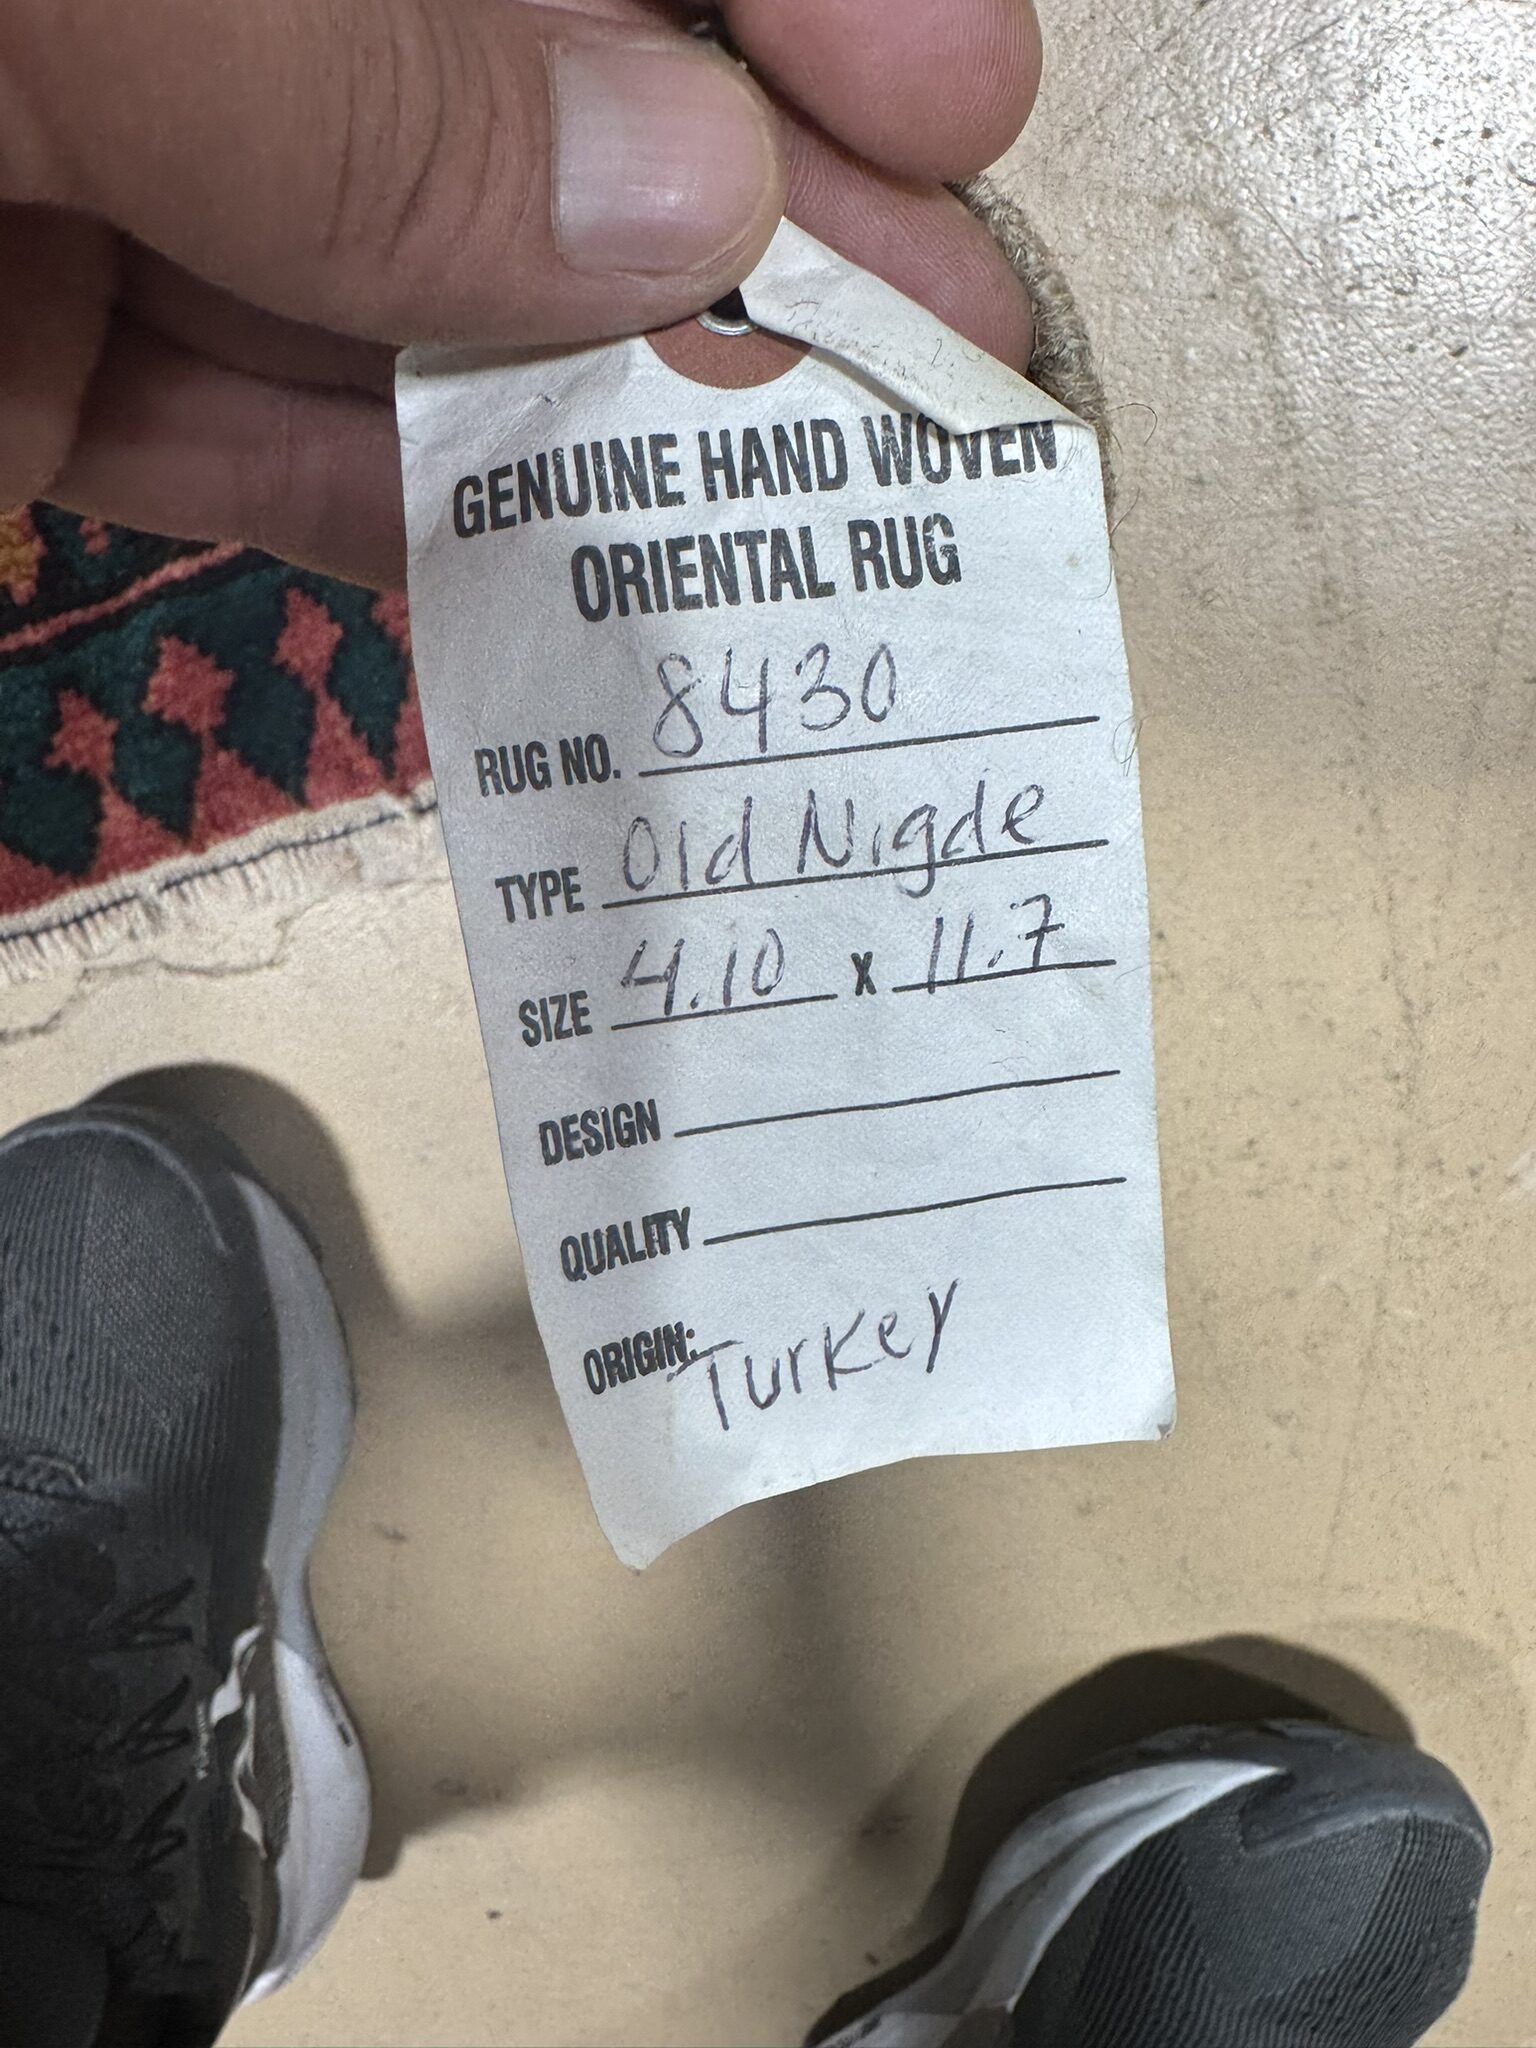 GENUINE HAND WOVEN
ORIENTAL RUG
RUG NO. 8430
TYPE Old Nigde
SIZE 4.10 x 11.7
DESIGN
QUALITY
ORIGIN: Turkey